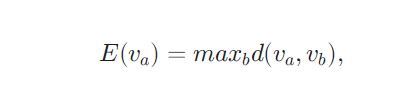 E(v_a) = max_b d(v_a, v_b),